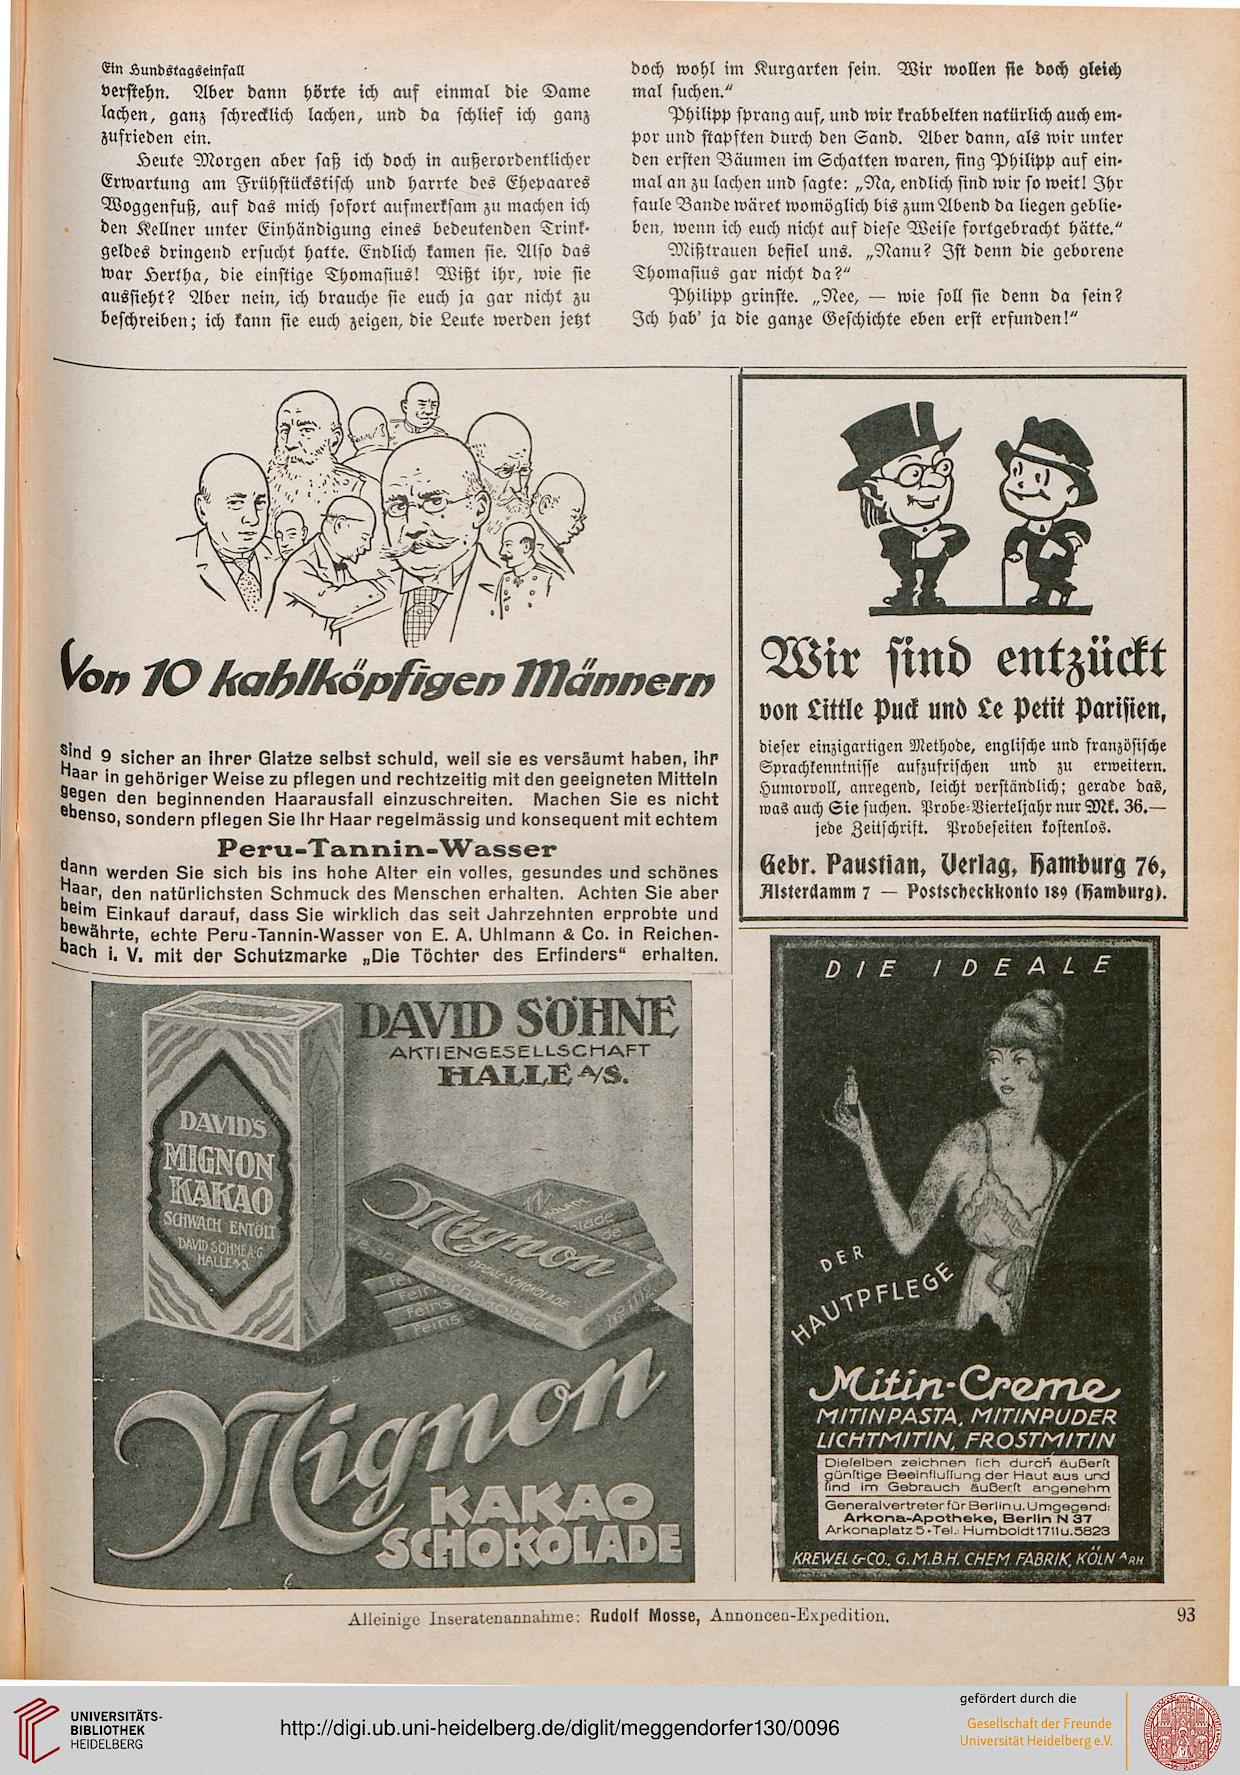 Ein Hundstagseinfall
verstehn. Aber dann hörte ich auf einmal die Dame
lachen, ganz schrecklich lachen, und da schlief ich ganz
zufrieden ein.
Heute Morgen aber saß ich doch in außerordentlicher
Erwartung am Frühstückstisch und harrte des Ehepaares
Woggenfuß, auf das mich sofort aufmerksam zu machen ich
den Kellner unter Einhändigung eines bedeutenden Trink-
geldes dringend ersucht hatte. Endlich kamen sie. Also das
war Hertha, die einstige Thomasius! Wißt ihr, wie sie
aussieht? Aber nein, ich brauche sie euch ja gar nicht zu
beschreiben; ich kann sie euch zeigen, die Leute werden jetzt
doch wohl im Kurgarten sein. Wir wollen sie doch gleich
mal suchen."
Philipp sprang auf, und wir krabbelten natürlich auch em-
por und stapften durch den Sand. Aber dann, als wir unter
den ersten Bäumen im Schatten waren, fing Philipp auf ein-
mal an zu lachen und sagte: „Na, endlich sind wir so weit! Ihr
faule Bande wäret womöglich bis zum Abend da liegen geblie-
ben, wenn ich euch nicht auf diese Weise fortgebracht hätte."
Mißtrauen befiel uns. „Nanu? Ist denn die geborene
Thomasius gar nicht da?"
Philipp grinste. „Nee, — wie soll sie denn da sein?
Ich hab' ja die ganze Geschichte eben erst erfunden!"
Von 10 kahlköpfigen Männern
sind 9 sicher an ihrer Glatze selbst schuld, weil sie es versäumt haben, ihr
Haar in gehöriger Weise zu pflegen und rechtzeitig mit den geeigneten Mitteln
gegen den beginnenden Haarausfall einzuschreiten. Machen Sie es nicht
ebenso, sondern pflegen Sie Ihr Haar regelmässig und konsequent mit echtem
Peru-Tannin-Wasser
dann werden Sie sich bis ins hohe Alter ein volles, gesundes und schönes
Haar, den natürlichsten Schmuck des Menschen erhalten. Achten Sie aber
beim Einkauf darauf, dass Sie wirklich das seit Jahrzehnten erprobte und
bewährte, echte Peru-Tannin-Wasser von E. A. Uhlmann & Co. in Reichen-
bach i. V. mit der Schutzmarke „Die Töchter des Erfinders" erhalten.
Wir sind entzückt
von Little Puck und Le Petit Parisien,
dieser einzigartigen Methode, englische und französische
Sprachkenntnisse aufzufrischen und zu erweitern.
Humorvoll, anregend, leicht verständlich; gerade das,
was auch Sie suchen. Probe-Vierteljahr nur Mk. 36.—
jede Zeitschrift. Probeseiten kostenlos.
Gebr. Paustian, Verlag, Hamburg 76,
Alsterdamm 7 — Postscheckkonto 189 (Hamburg).
DAVID SÖHNE
AKTIENGESELLSCHAFT
HALLE A/S.
DAVID'S
MIGNON
KAKAO
SCHWACH ENTÖLT
DAVID SÖHNE A.G.
HALLE A/S.
Mignon
SPEISE-SCHOKOLADE
Mignon
KAKAO
SCHOKOLADE
DIE IDEALE
DER
HAUTPFLEGE
Mitin-Creme
MITINPASTA, MITINPUDER
LICHTMITIN, FROSTMITIN
Dieselben zeichnen sich durch äußerst
günstige Beeinflussung der Haut aus und
sind im Gebrauch äußerst angenehm
Generalvertreter für Berlin u. Umgegend:
Arkona-Apotheke, Berlin N 37
Arkonaplatz 5 • Tel.: Humboldt 1711 u. 5823
KREWEL & CO., G.M.B.H. CHEM. FABRIK, KÖLN A/RH
Alleinige Inseratenannahme: Rudolf Mosse, Annoncen-Expedition.
93
UNIVERSITÄTS-
BIBLIOTHEK
HEIDELBERG
http://digi.ub.uni-heidelberg.de/diglit/meggendorfer130/0096
gefördert durch die
Gesellschaft der Freunde
Universität Heidelberg e.V.